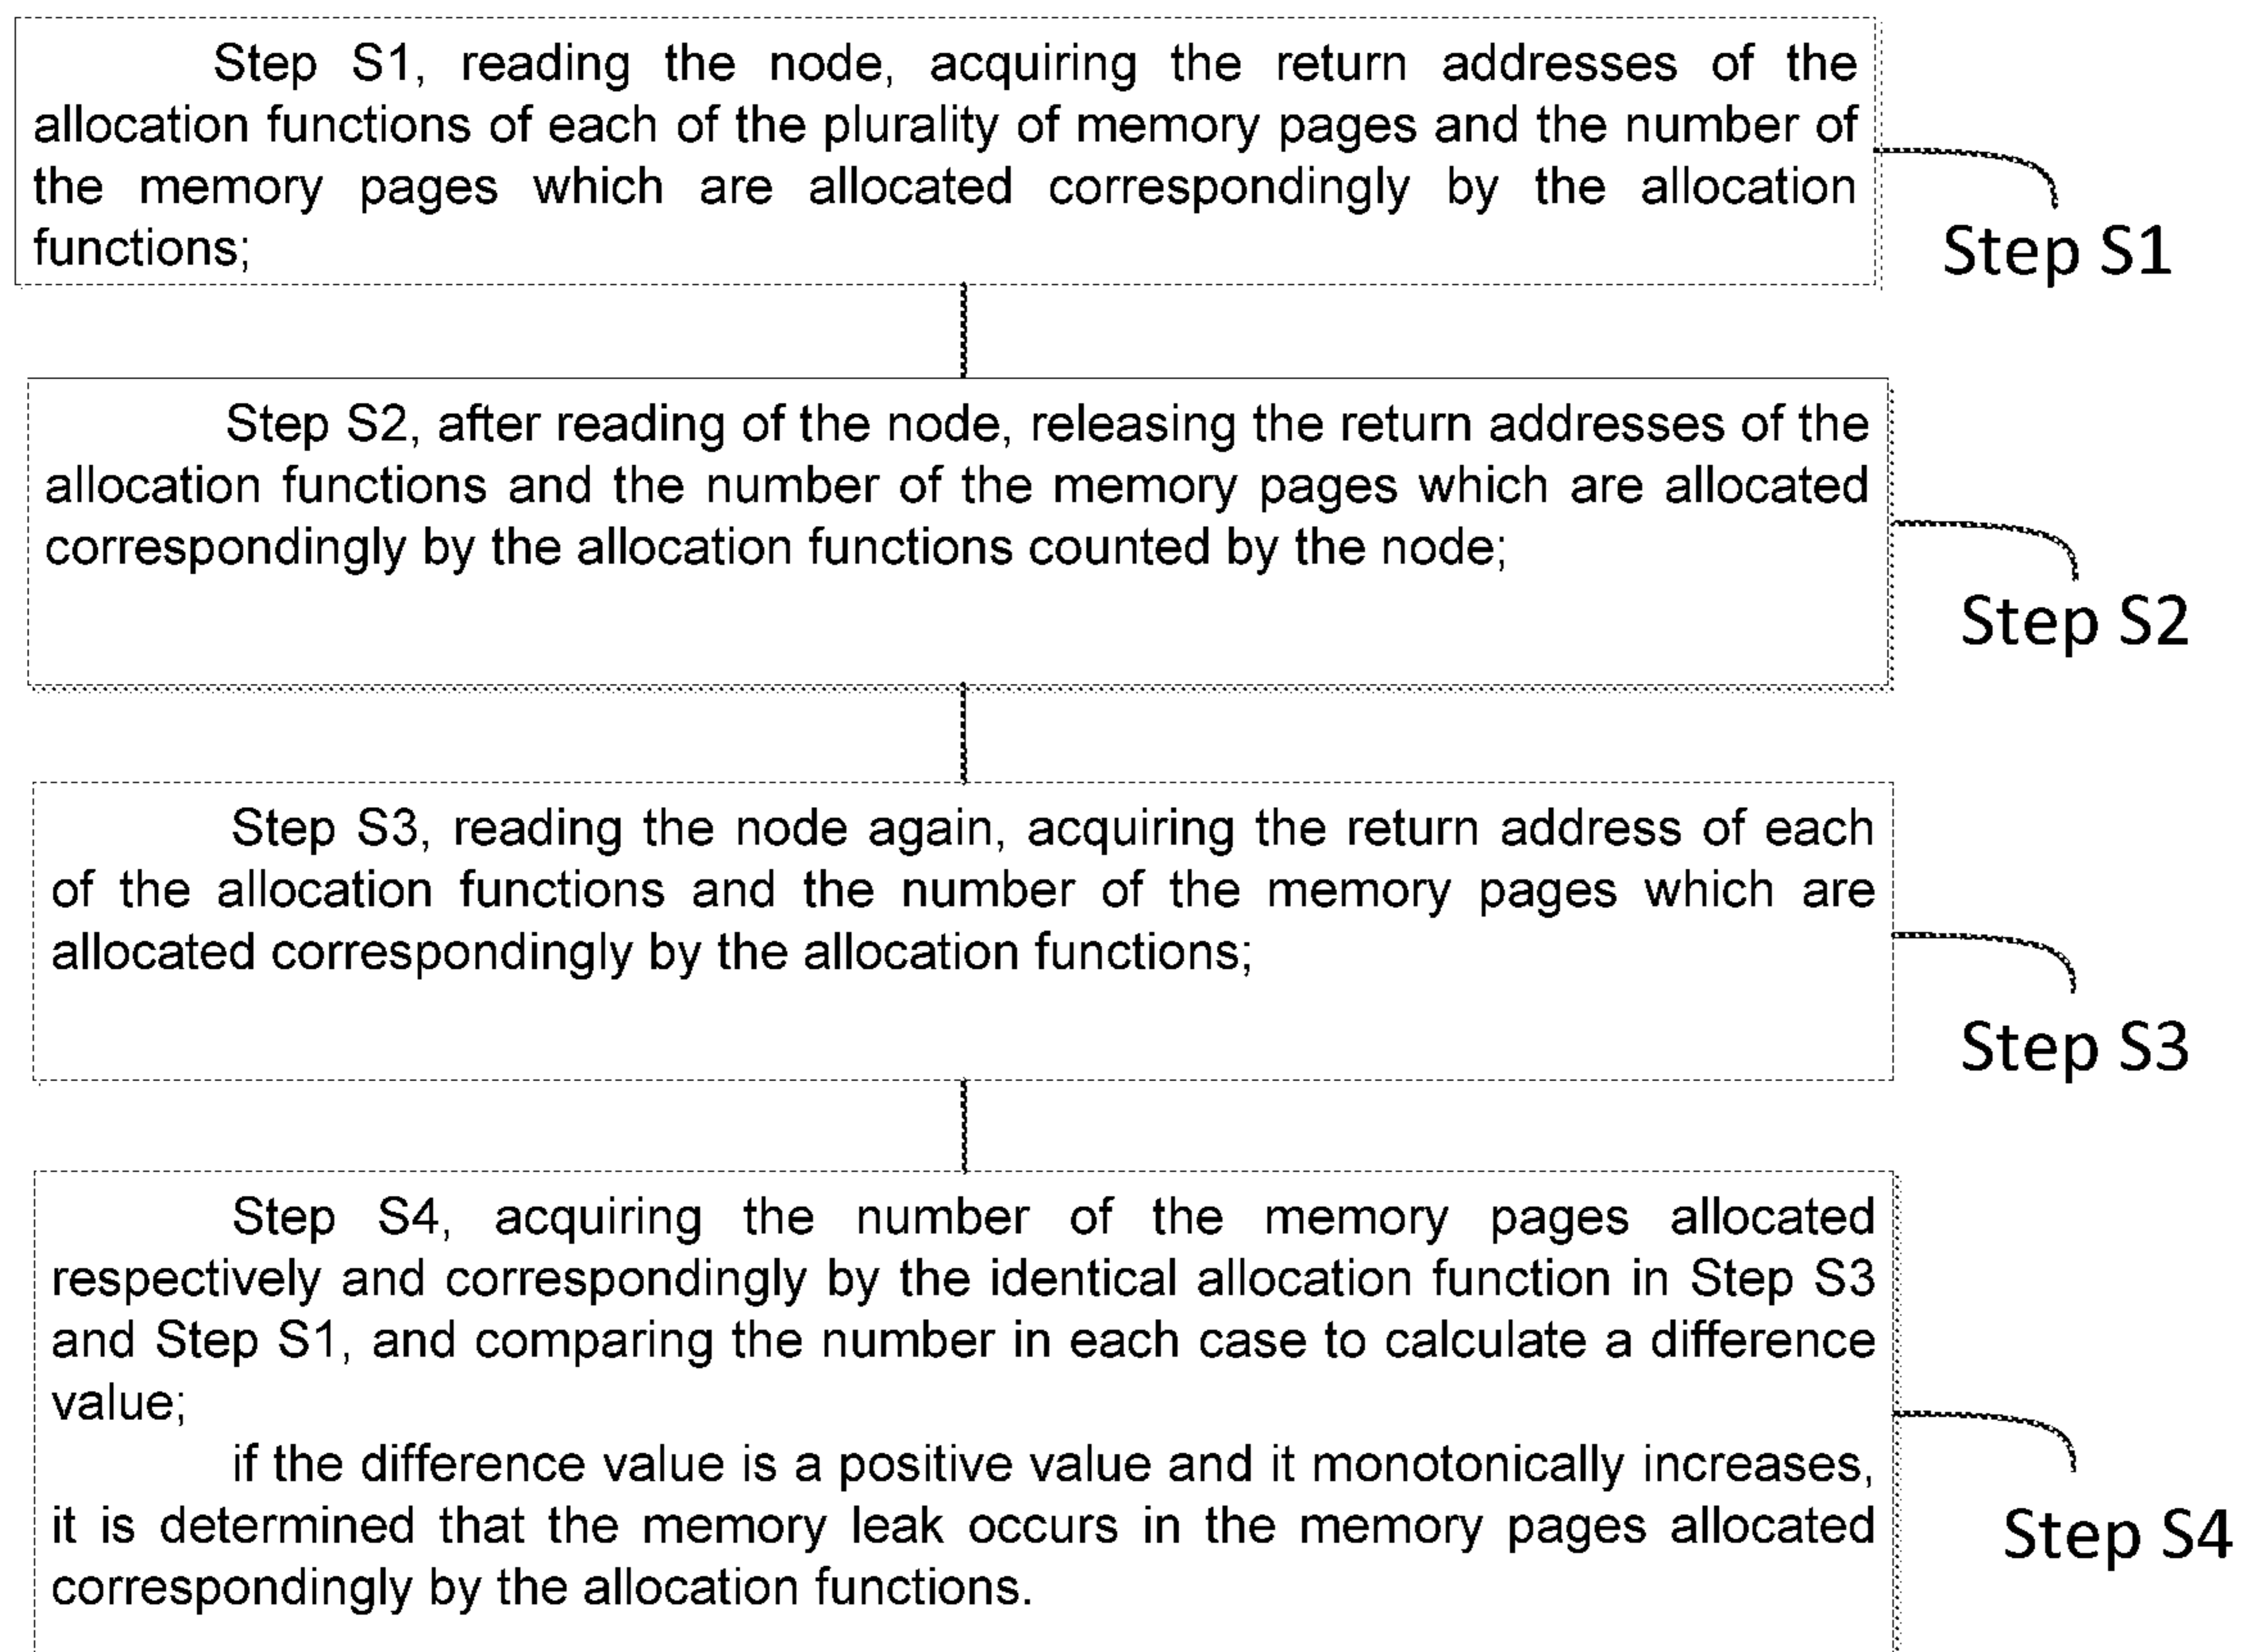 Step S1, reading the node, acquiring the return addresses of the
allocation functions of each of the plurality of memory pages and the number of
the memory pages which are allocated correspondingly by the allocation
functions;
Step S1
Step S2, after reading of the node, releasing the return addresses of the
allocation functions and the number of the memory pages which are allocated
correspondingly by the allocation functions counted by the node;
Step S2
Step S3, reading the node again, acquiring the return address of each
of the allocation functions and the number of the memory pages which are
allocated correspondingly by the allocation functions;
Step S3
Step S4, acquiring the number of the memory pages allocated
respectively and correspondingly by the identical allocation function in Step S3
and Step S1, and comparing the number in each case to calculate a difference
value;
if the difference value is a positive value and it monotonically increases,
it is determined that the memory leak occurs in the memory pages allocated
correspondingly by the allocation functions.
Step S4